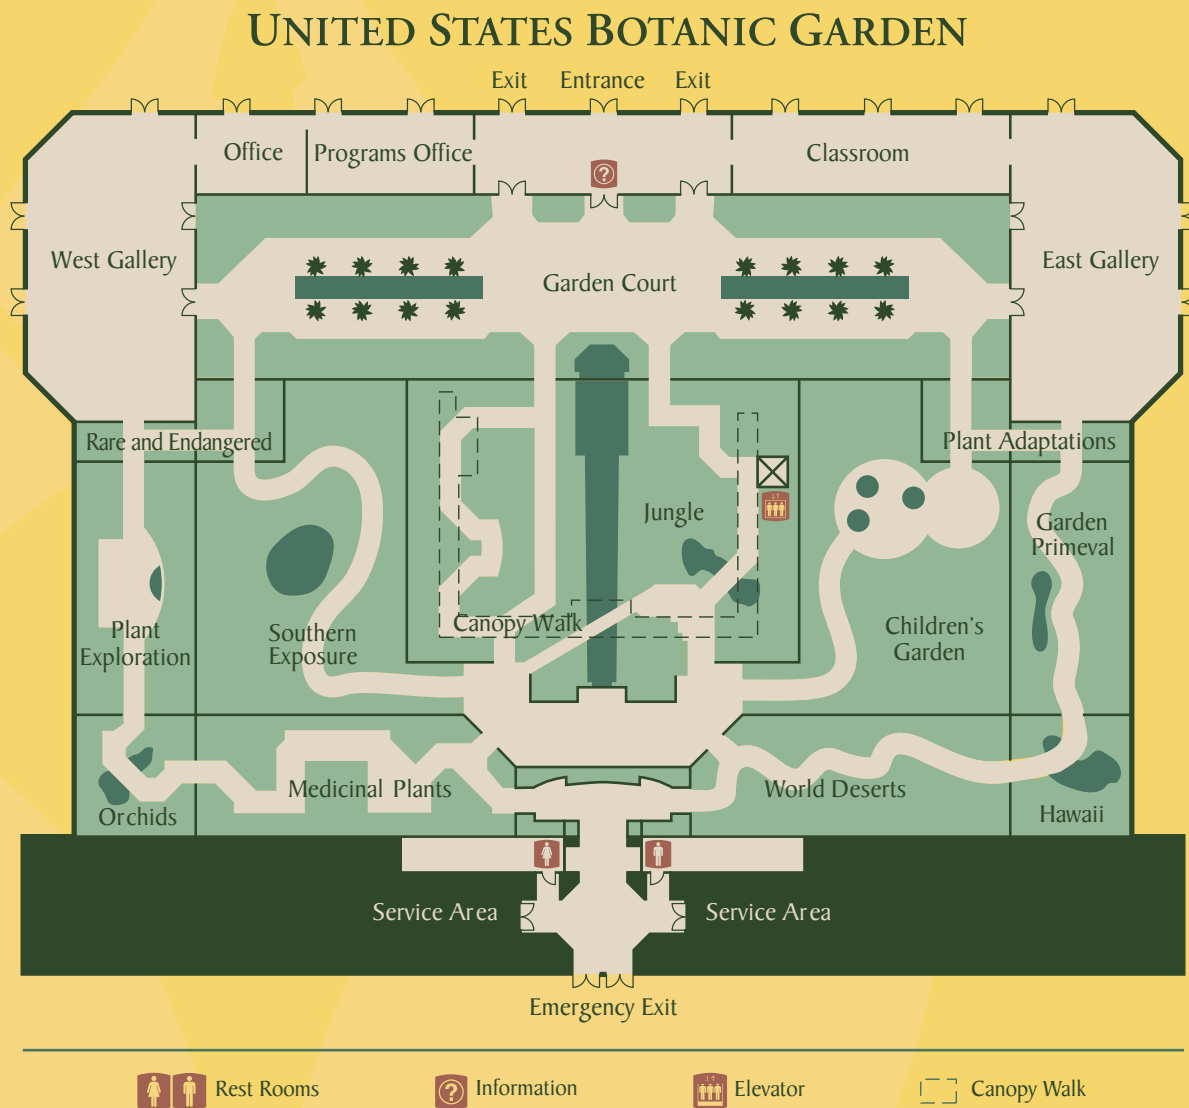 UNITED STATES BOTANIC GARDEN
Exit Entrance Exit
Office
Programs Office
?
Classroom
West Gallery
Garden Court
East Gallery
Rare and Endangered
Plant Adaptations
Jungle
Garden
Primeval
Canopy Walk
Plant
Exploration
Southern
Exposure
Children's
Garden
Medicinal Plants
World Deserts
Orchids
Hawaii
Service Area
Service Area
Emergency Exit
Rest Rooms
?
Information
Elevator
Canopy Walk